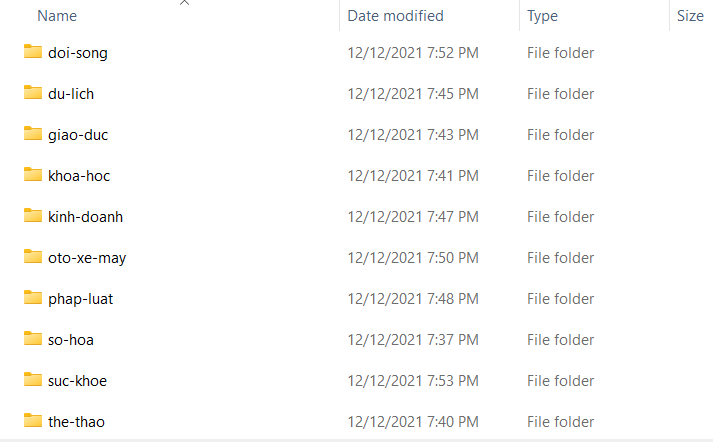 Name Date modified Type Size
doi-song 12/12/2021 7:52 PM File folder
du-lich 12/12/2021 7:45 PM File folder
giao-duc 12/12/2021 7:43 PM File folder
khoa-hoc 12/12/2021 7:41 PM File folder
kinh-doanh 12/12/2021 7:47 PM File folder
oto-xe-may 12/12/2021 7:50 PM File folder
phap-luat 12/12/2021 7:48 PM File folder
so-hoa 12/12/2021 7:37 PM File folder
suc-khoe 12/12/2021 7:53 PM File folder
the-thao 12/12/2021 7:40 PM File folder